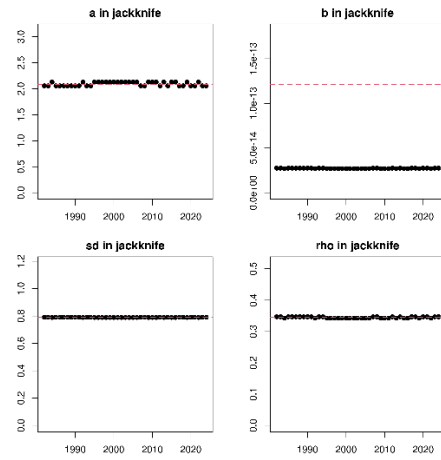 a in jackknife
b in jackknife
3.0
2.5
2.0
1.5
1.0
0.5
0.0
1.5e-13
1.0e-13
5.0e-14
0.0e+00
1990 2000 2010 2020
1990 2000 2010 2020
sd in jackknife
rho in jackknife
1.2
1.0
0.8
0.6
0.4
0.2
0.0
0.5
0.4
0.3
0.2
0.1
0.0
1990 2000 2010 2020
1990 2000 2010 2020